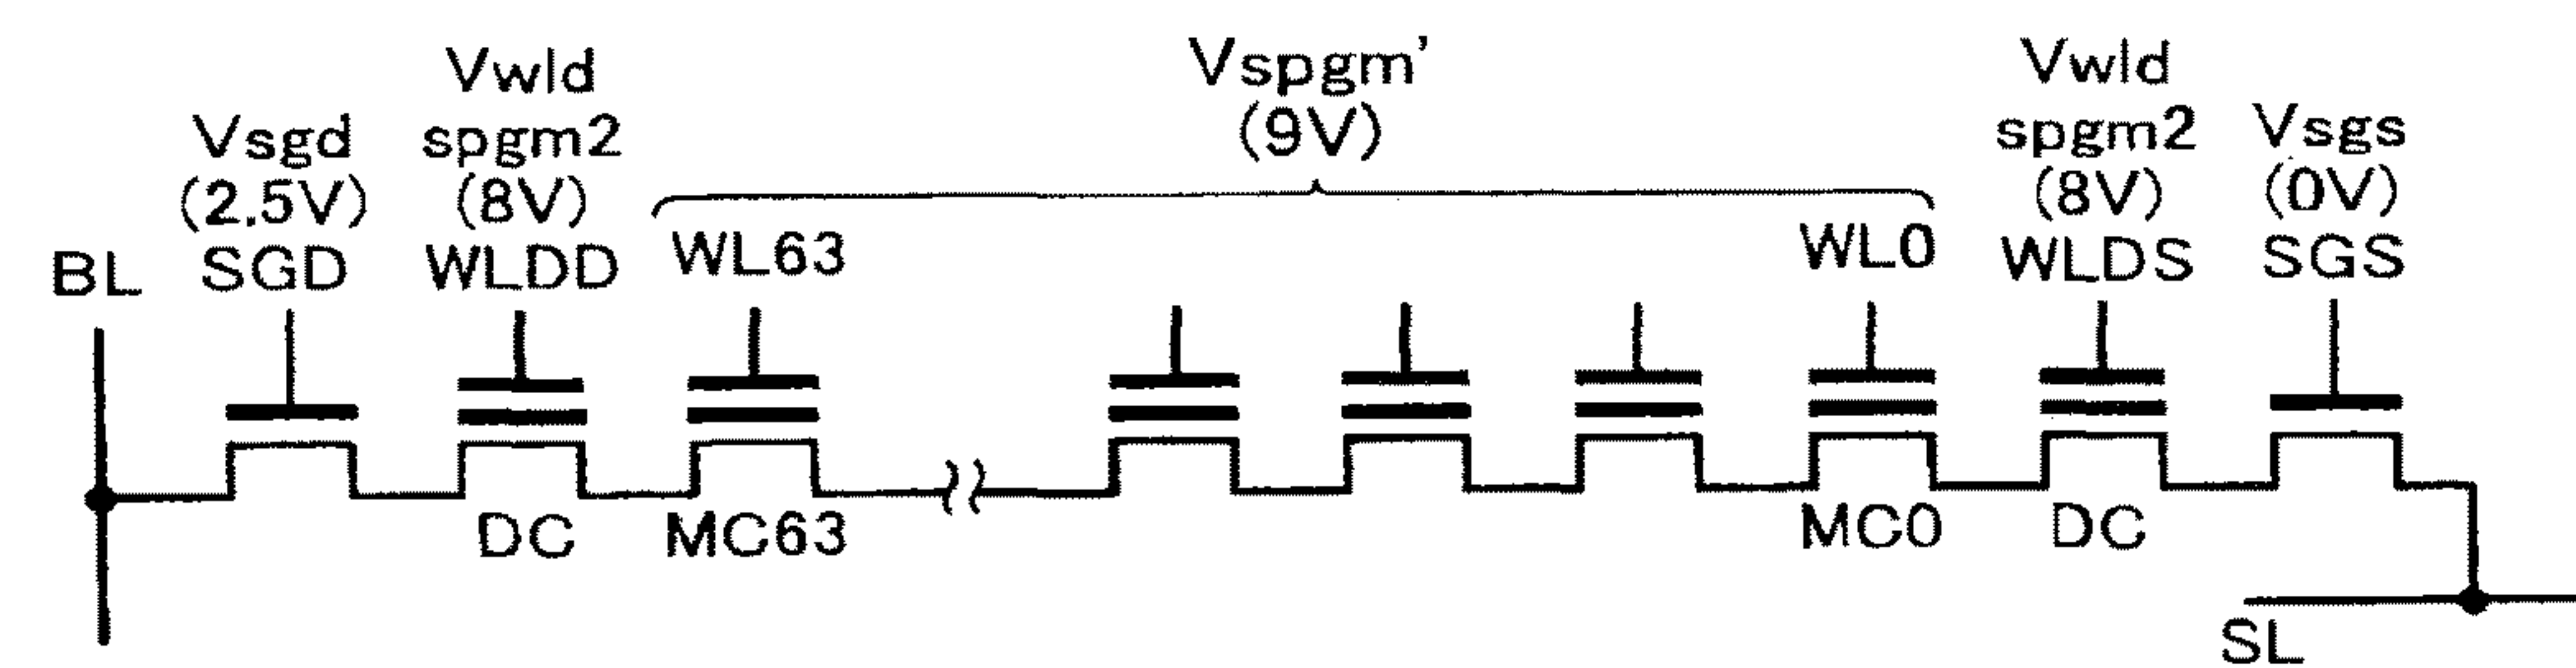 Vwld
spgm2
(8V)
WLDD
Vsgd
(2.5V)
SGD
BL
Vspgm'
(9V)
WL63
WL0
Vwld
spgm2
(8V)
WLDS
Vsgs
(0V)
SGS
DC
MC63
MC0
DC
SL